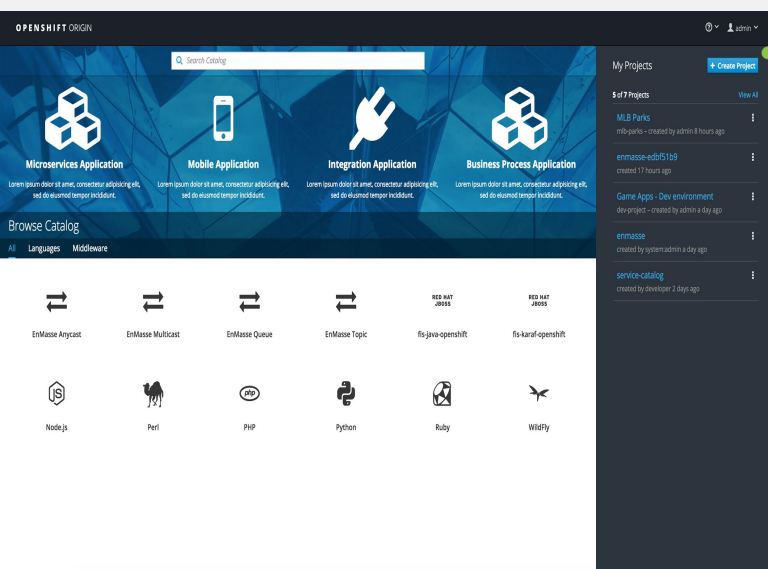 OPENSHIFT ORIGIN
admin
Search Catalog
Microservices Application
Lorem ipsum dolor sit amet, consectetur adipisicing elit,
sed do eiusmod tempor incididunt.
Mobile Application
Lorem ipsum dolor sit amet, consectetur adipisicing elit,
sed do eiusmod tempor incididunt.
Integration Application
Lorem ipsum dolor sit amet, consectetur adipisicing elit,
sed do eiusmod tempor incididunt.
Business Process Application
Lorem ipsum dolor sit amet, consectetur adipisicing elit,
sed do eiusmod tempor incididunt.
Browse Catalog
All Languages Middleware
EnMasse Anycast
EnMasse Multicast
EnMasse Queue
EnMasse Topic
RED HAT
JBOSS
fis-java-openshift
RED HAT
JBOSS
fis-karaf-openshift
JS
Node.js
Perl
php
PHP
Python
Ruby
WildFly
My Projects
+ Create Project
5 of 7 Projects
View All
MLB Parks
mlb-parks – created by admin 8 hours ago
enmasse-edbf51b9
created 17 hours ago
Game Apps - Dev environment
dev-project – created by admin a day ago
enmasse
created by system:admin a day ago
service-catalog
created by developer 2 days ago